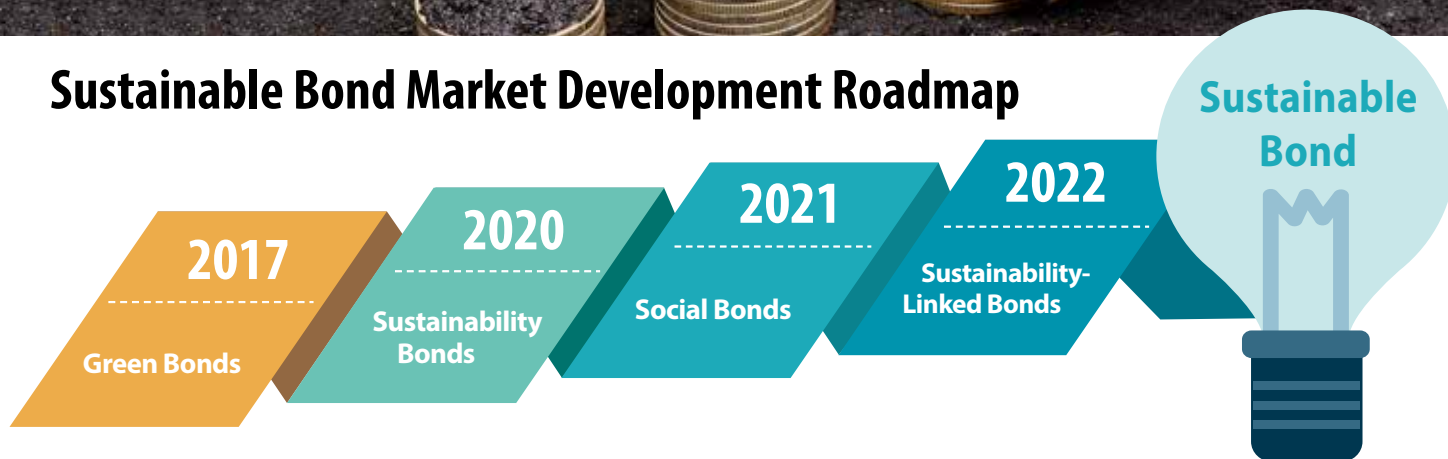 Sustainable Bond Market Development Roadmap
Sustainable
Bond
2017
Green Bonds
2020
Sustainability
Bonds
2021
Social Bonds
2022
Sustainability-
Linked Bonds